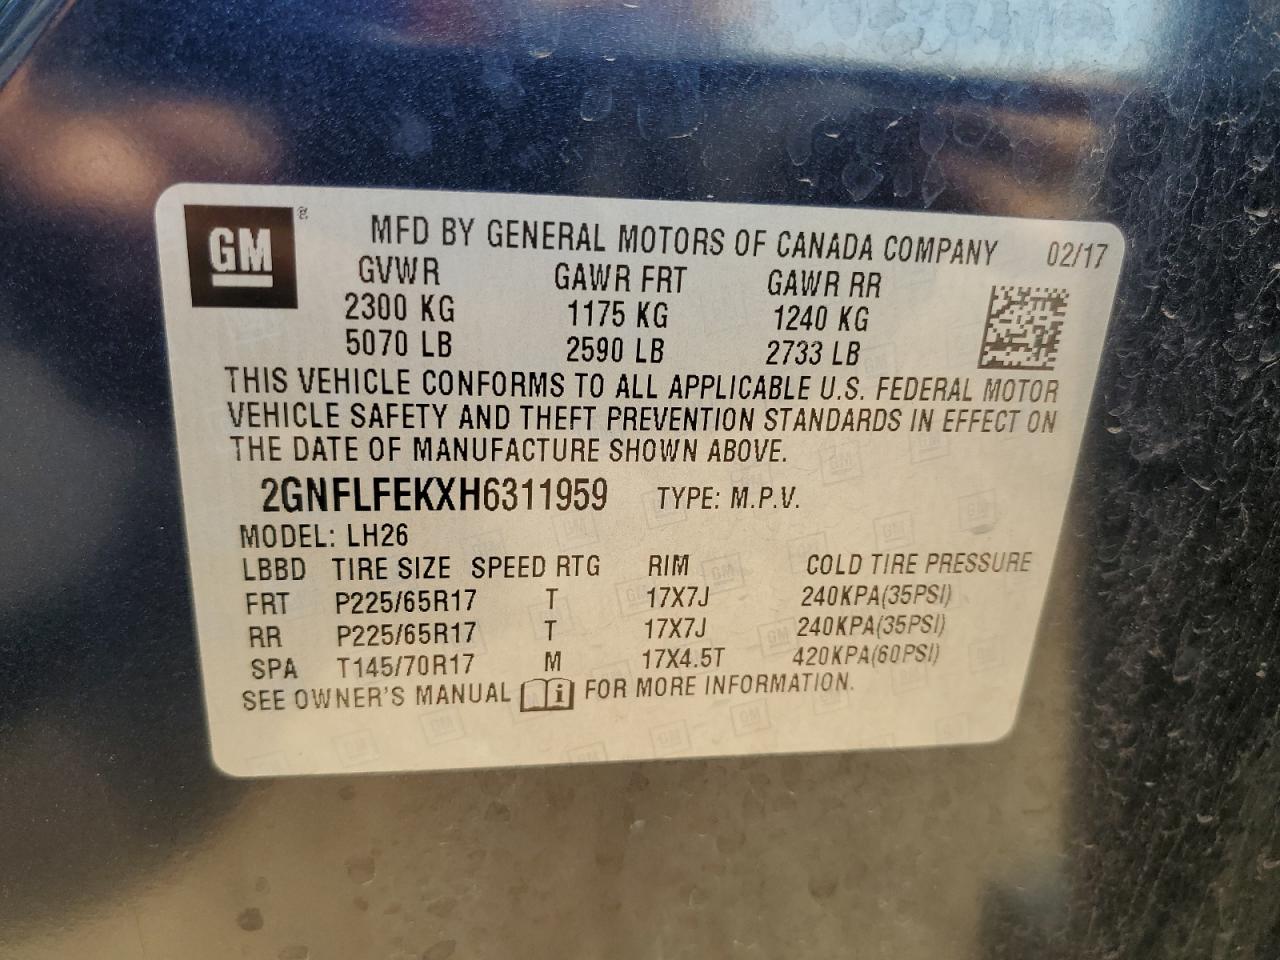 GM ® MFD BY GENERAL MOTORS OF CANADA COMPANY 02/17
GVWR GAWR FRT GAWR RR
2300 KG 1175 KG 1240 KG
5070 LB 2590 LB 2733 LB
THIS VEHICLE CONFORMS TO ALL APPLICABLE U.S. FEDERAL MOTOR
VEHICLE SAFETY AND THEFT PREVENTION STANDARDS IN EFFECT ON
THE DATE OF MANUFACTURE SHOWN ABOVE.
2GNFLFEKXH6311959 TYPE: M.P.V.
MODEL: LH26
LBBD TIRE SIZE SPEED RTG RIM COLD TIRE PRESSURE
FRT P225/65R17 T 17X7J 240KPA(35PSI)
RR P225/65R17 T 17X7J 240KPA(35PSI)
SPA T145/70R17 M 17X4.5T 420KPA(60PSI)
SEE OWNER'S MANUAL i FOR MORE INFORMATION.